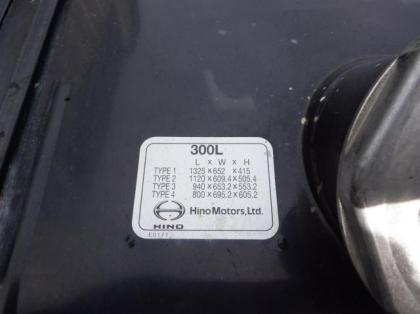 300L
L × W × H
TYPE 1 1325×652 ×415
TYPE 2 1120×609.4×505.4
TYPE 3 940×653.2×553.2
TYPE 4 800×695.2×605.2
Hino Motors, Ltd.
HINO